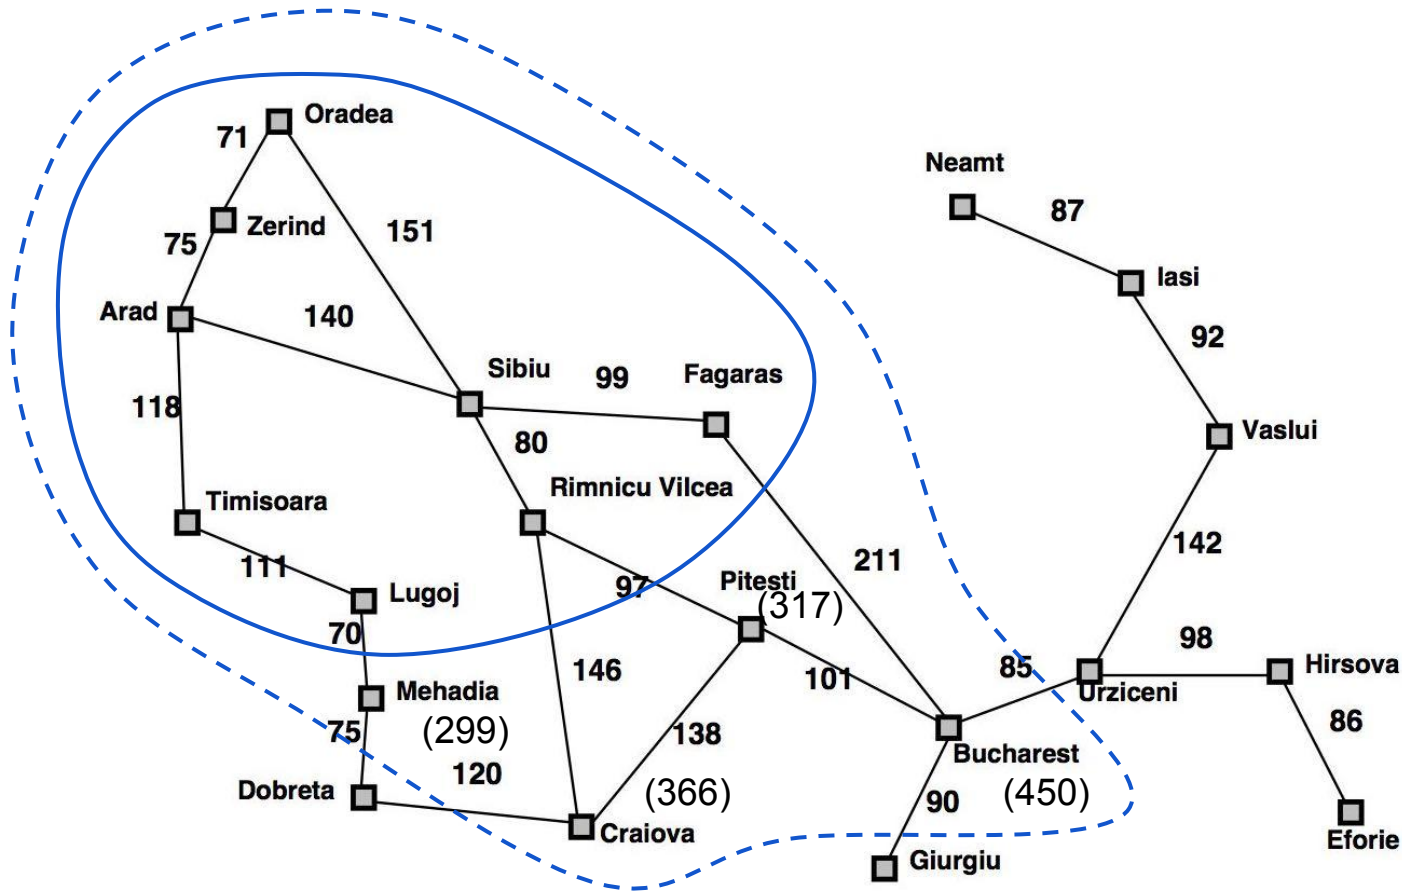 Oradea
71
Neamt
87
Zerind
151
75
Iasi
Arad
140
92
Sibiu
99
Fagaras
118
80
Vaslui
Rimnicu Vilcea
Timisoara
142
211
111
97
Pitesti
(317)
Lugoj
70
98
85
Hirsova
146
101
Urziceni
Mehadia
(299)
75
138
86
Bucharest
(450)
120
Dobreta
(366)
90
Craiova
Eforie
Giurgiu